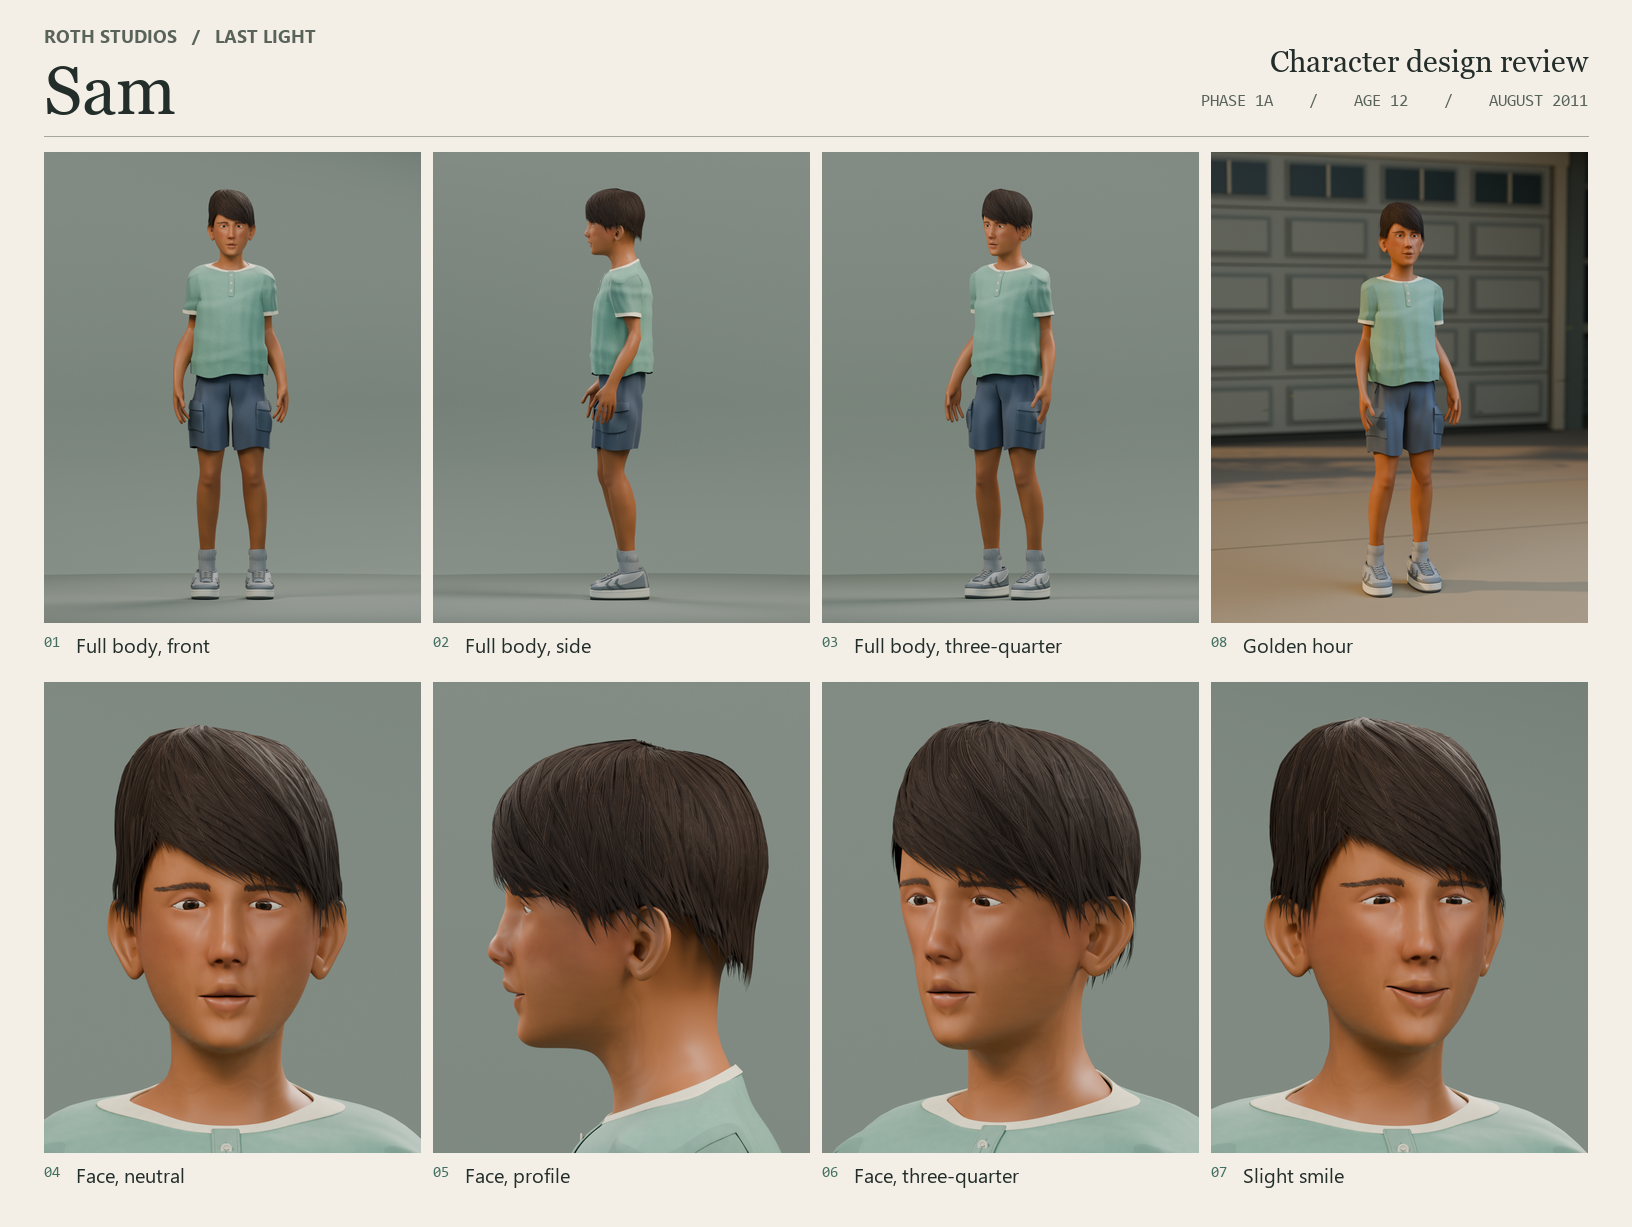 ROTH STUDIOS / LAST LIGHT
Sam
Character design review
PHASE 1A / AGE 12 / AUGUST 2011
01 Full body, front
02 Full body, side
03 Full body, three-quarter
08 Golden hour
04 Face, neutral
05 Face, profile
06 Face, three-quarter
07 Slight smile